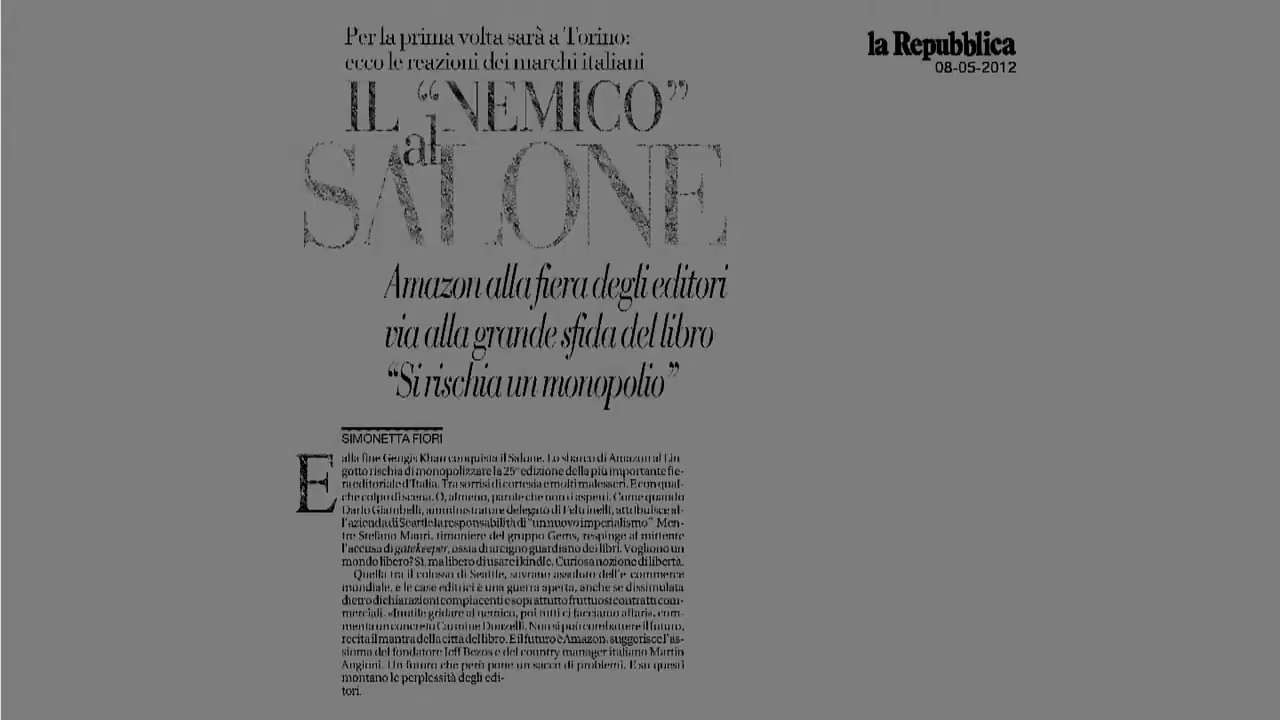 Per la prima volta sarà a Torino:
ecco le reazioni dei marchi italiani
IL “NEMICO”
al
SALONE
Amazon alla fiera degli editori
via alla grande sfida del libro
“Si rischia un monopolio”
la Repubblica
08-05-2012
SIMONETTA FIORI
E alla fine Gengis Khan conquista il Salone. Lo sbarco di Amazon al Lin-
gotto rischia di monopolizzare la 25ª edizione della più importante fie-
ra editoriale d'Italia. Tra sorrisi di cortesia e molti malesseri. E con qual-
che colpo di scena. O, almeno, parole che non ti aspetti. Come quando
Dario Giambelli, amministratore delegato di Feltrinelli, attribuisce al-
l'azienda di Seattle la responsabilità di “un nuovo imperialismo”. Men-
tre Stefano Mauri, timoniere del gruppo Gems, respinge al mittente
l'accusa di gatekeeper, ossia di arcigno guardiano dei libri. Vogliono un
mondo libero? Sì, ma libero di usare i kindle. Curiosa nozione di libertà.
Quella tra il colosso di Seattle, sovrano assoluto dell'e-commerce
mondiale, e le case editrici è una guerra aperta, anche se dissimulata
dietro dichiarazioni compiacenti e soprattutto fruttuosi contratti com-
merciali. «Inutile gridare al nemico, poi tutti ci facciamo affari», com-
menta un concreto Carmine Donzelli. Non si può combattere il futuro,
recita il mantra della città del libro. E il futuro è Amazon, suggerisce l'as-
sioma del fondatore Jeff Bezos e del country manager italiano Martin
Angioni. Un futuro che però pone un sacco di problemi. E su questi
montano le perplessità degli edi-
tori.